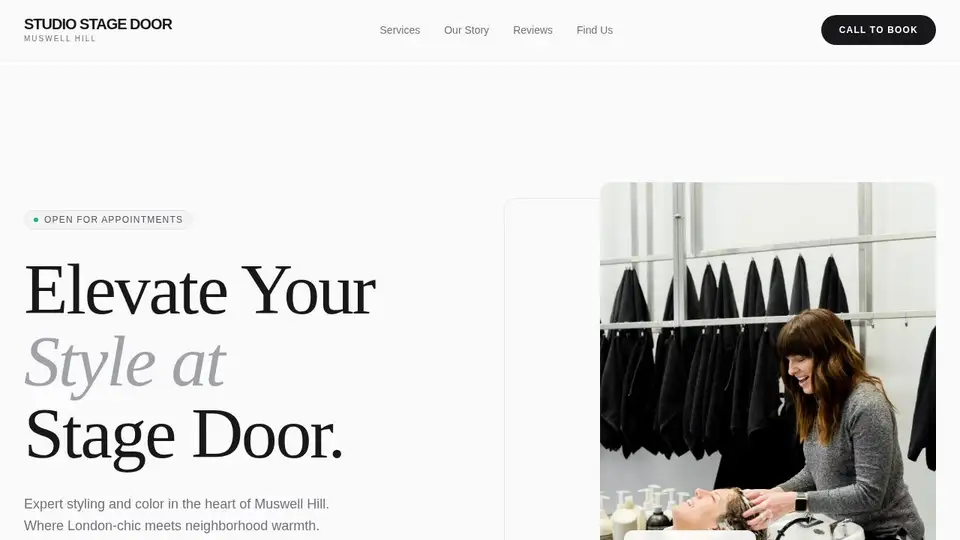 STUDIO STAGE DOOR
MUSWELL HILL
Services
Our Story
Reviews
Find Us
CALL TO BOOK
OPEN FOR APPOINTMENTS
Elevate Your
Style at
Stage Door.
Expert styling and color in the heart of Muswell Hill.
Where London-chic meets neighborhood warmth.